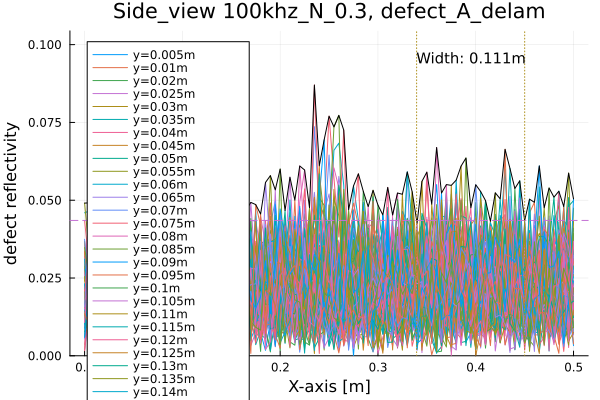 Side_view 100khz_N_0.3, defect_A_delam
0.100
Width: 0.111m
0.075
0.050
0.025
0.000
defect reflectivity
y=0.005m
y=0.01m
y=0.02m
y=0.025m
y=0.03m
y=0.035m
y=0.04m
y=0.045m
y=0.05m
y=0.055m
y=0.06m
y=0.065m
y=0.07m
y=0.075m
y=0.08m
y=0.085m
y=0.09m
y=0.095m
y=0.1m
y=0.105m
y=0.11m
y=0.115m
y=0.12m
y=0.125m
y=0.13m
y=0.135m
y=0.14m
0.2 0.3 0.4 0.5
X-axis [m]